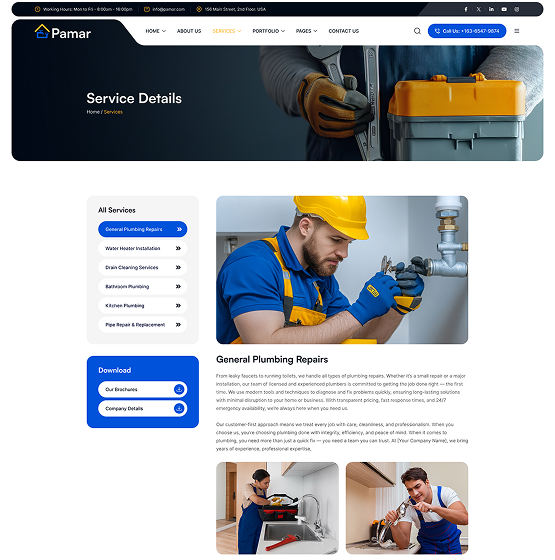 Working Hours: Mon to Fri - 8:00am - 18:00pm
info@pamar.com
156 Main Street, 2nd Floor, USA
Pamar
HOME
ABOUT US
SERVICES
PORTFOLIO
PAGES
CONTACT US
Call Us: +163-6547-9874
Service Details
Home / Services
All Services
General Plumbing Repairs
Water Heater Installation
Drain Cleaning Services
Bathroom Plumbing
Kitchen Plumbing
Pipe Repair & Replacement
Download
Our Brochures
Company Details
General Plumbing Repairs
From leaky faucets to running toilets, we handle all types of plumbing repairs. Whether it's a small repair or a major
installation, our team of licensed and experienced plumbers is committed to getting the job done right — the first
time. We use modern tools and techniques to diagnose and fix problems quickly, ensuring long-lasting solutions
with minimal disruption to your home or business. With transparent pricing, fast response times, and 24/7
emergency availability, we're always here when you need us.
Our customer-first approach means we treat every job with care, cleanliness, and professionalism. When you
choose us, you're choosing plumbing done with integrity, efficiency, and peace of mind. When it comes to
plumbing, you need more than just a quick fix — you need a team you can trust. At [Your Company Name], we bring
years of experience, professional expertise,